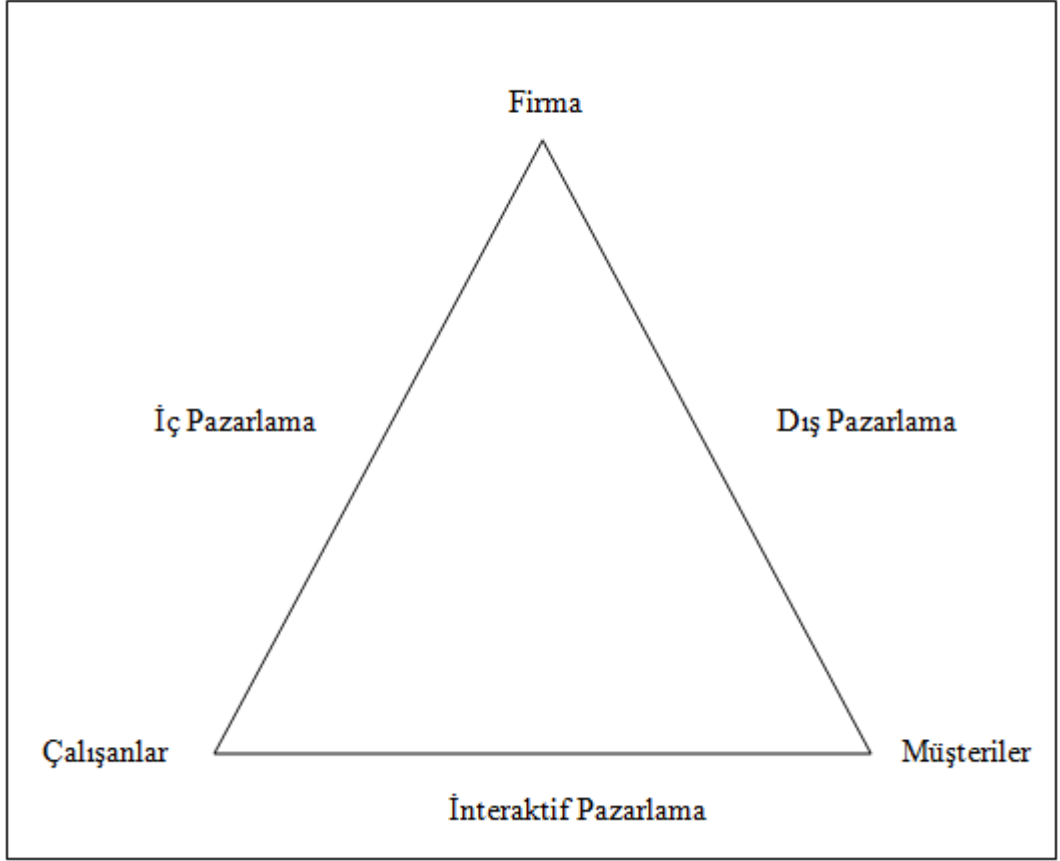 Firma
İç Pazarlama
Dış Pazarlama
Çalışanlar
Müşteriler
İnteraktif Pazarlama